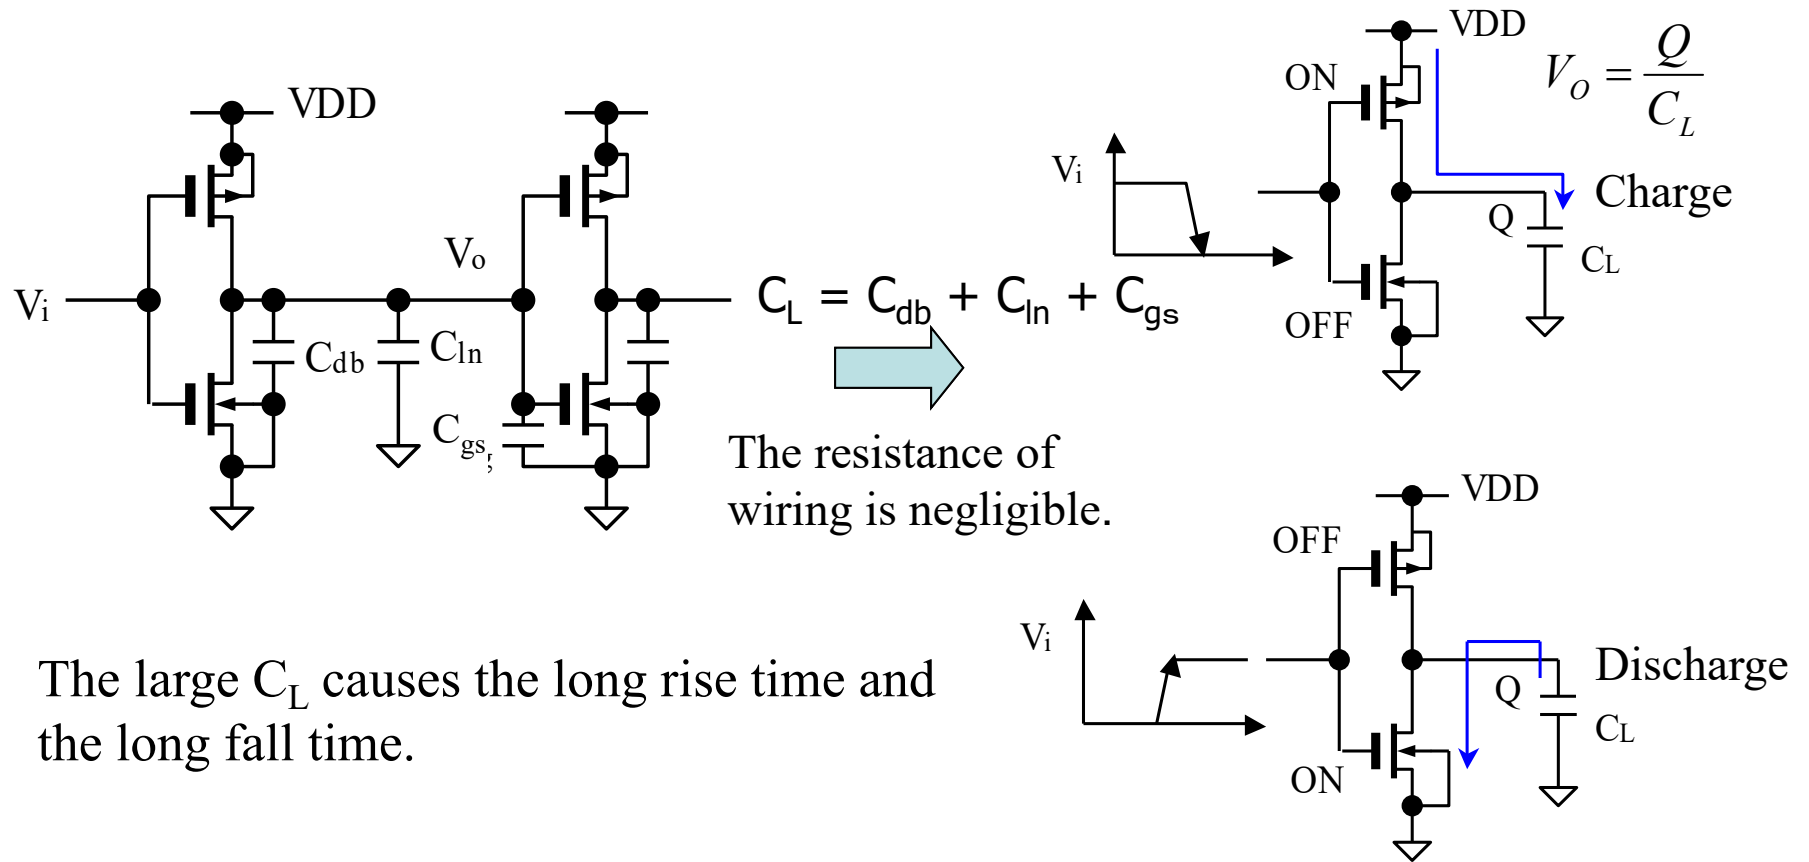 VDD
Vi
Vo
Cdb
Cln
Cgs
CL = Cdb + Cln + Cgs
The resistance of
wiring is negligible.
The large CL causes the long rise time and
the long fall time.
VDD
ON
VO = Q / CL
Vi
Charge
Q
CL
OFF
VDD
OFF
Vi
Discharge
Q
CL
ON